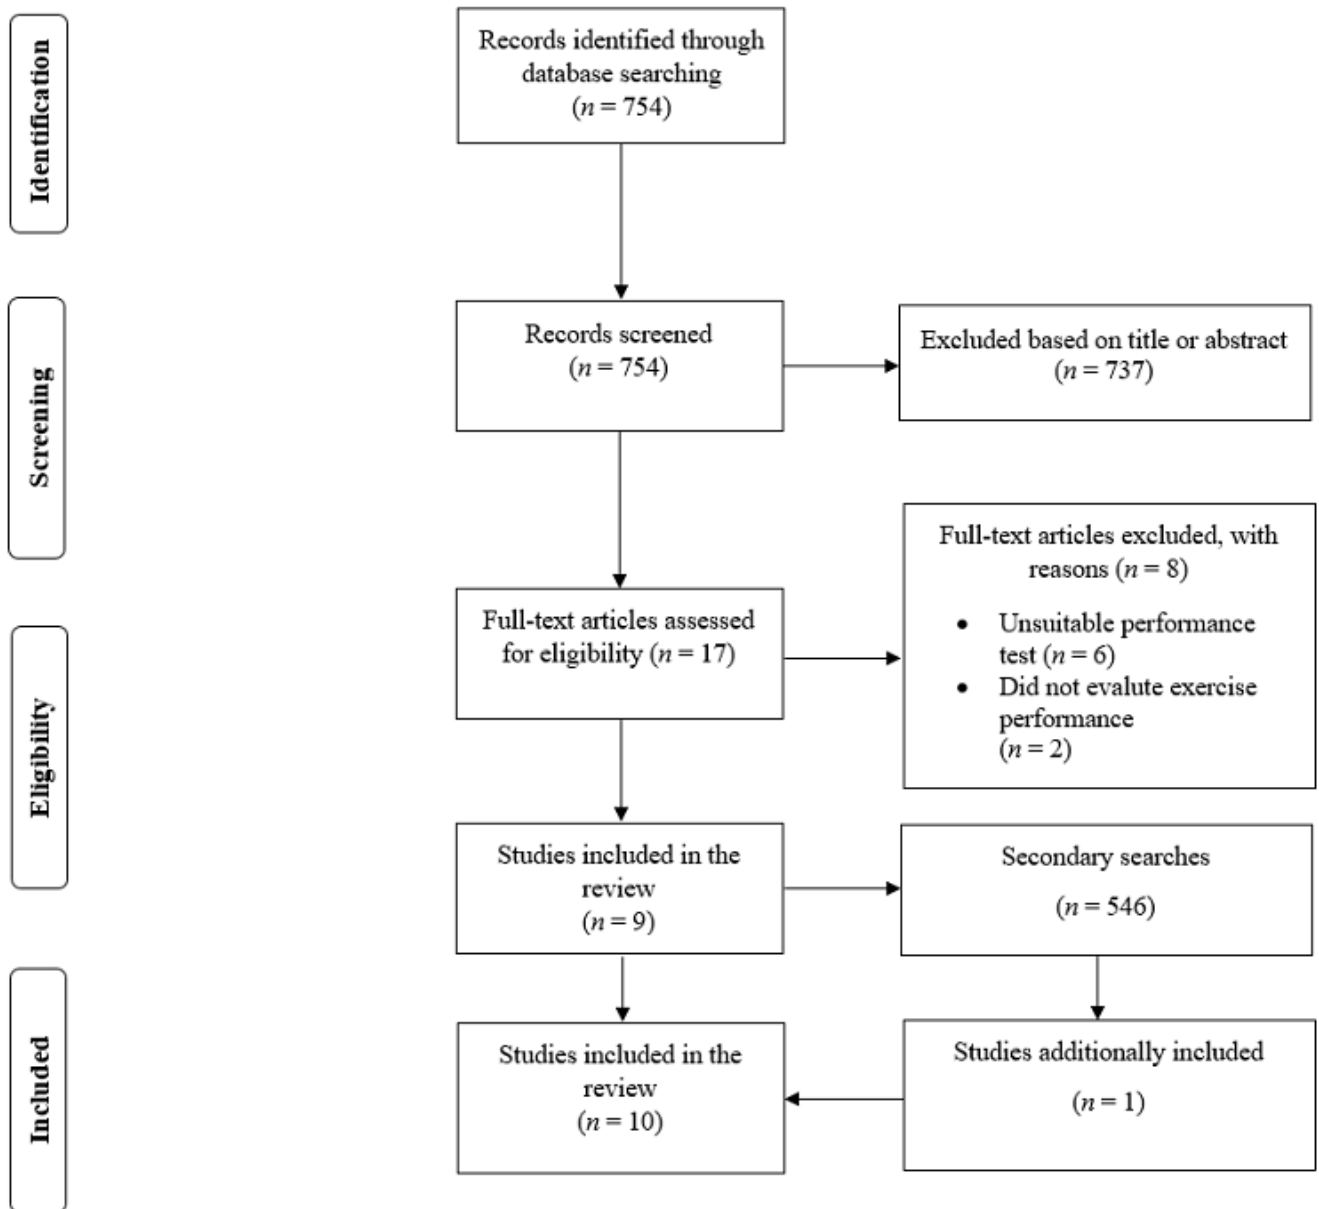 Identification
Records identified through
database searching
(n = 754)
Screening
Records screened
(n = 754)
Excluded based on title or abstract
(n = 737)
Eligibility
Full-text articles assessed
for eligibility (n = 17)
Full-text articles excluded, with
reasons (n = 8)
• Unsuitable performance
test (n = 6)
• Did not evalute exercise
performance
(n = 2)
Studies included in the
review
(n = 9)
Secondary searches
(n = 546)
Included
Studies included in the
review
(n = 10)
Studies additionally included
(n = 1)